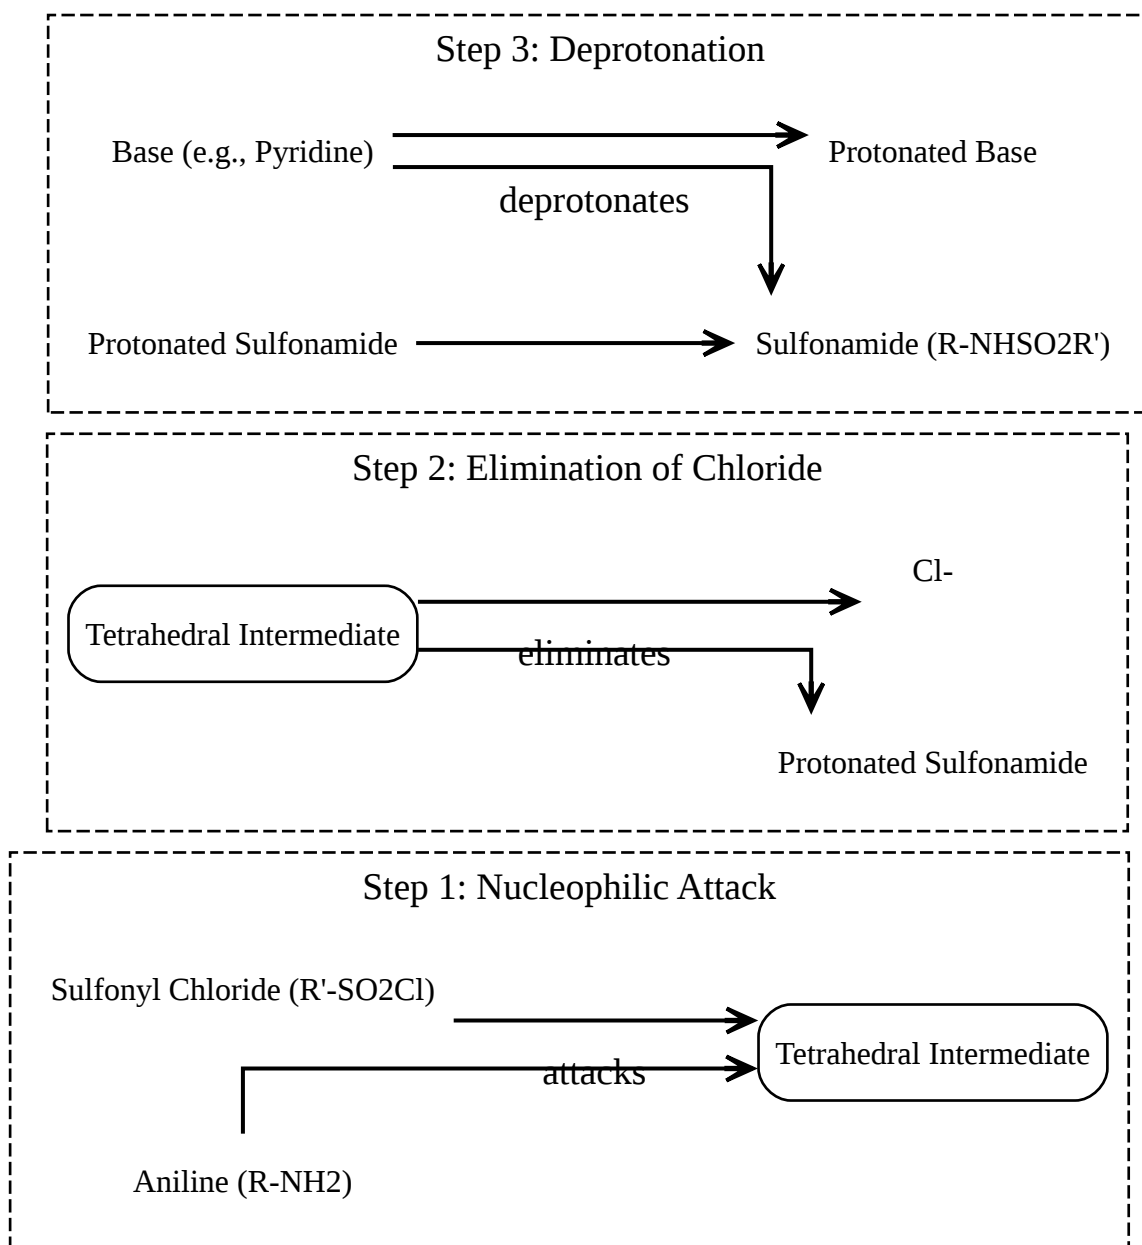 Step 3: Deprotonation
Base (e.g., Pyridine)
Protonated Base
deprotonates
Protonated Sulfonamide
Sulfonamide (R-NHSO2R')
Step 2: Elimination of Chloride
Cl-
Tetrahedral Intermediate
eliminates
Protonated Sulfonamide
Step 1: Nucleophilic Attack
Sulfonyl Chloride (R'-SO2Cl)
Tetrahedral Intermediate
attacks
Aniline (R-NH2)